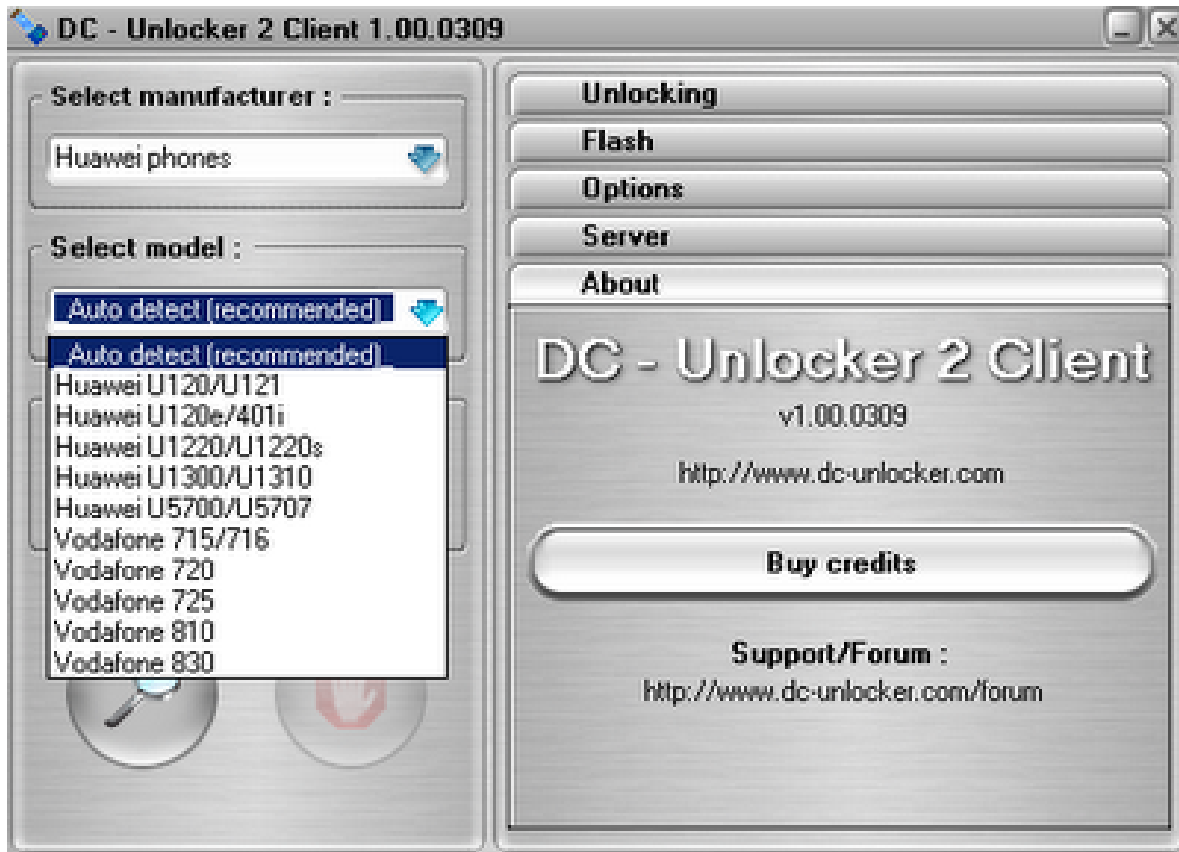 DC - Unlocker 2 Client 1.00.0309
Select manufacturer :
Huawei phones
Select model :
Auto detect (recommended)
Auto detect (recommended)
Huawei U120/U121
Huawei U120e/401i
Huawei U1220/U1220s
Huawei U1300/U1310
Huawei U5700/U5707
Vodafone 715/716
Vodafone 720
Vodafone 725
Vodafone 810
Vodafone 830
Unlocking
Flash
Options
Server
About
DC - Unlocker 2 Client
v1.00.0309
http://www.dc-unlocker.com
Buy credits
Support/Forum :
http://www.dc-unlocker.com/forum